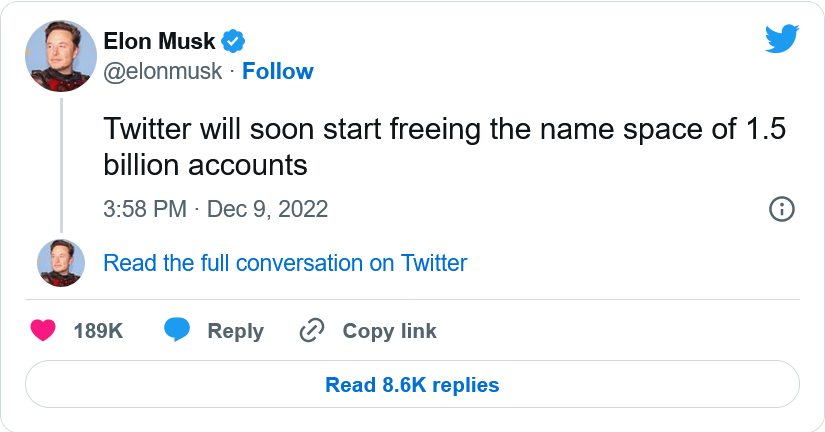 Elon Musk
@elonmusk · Follow
Twitter will soon start freeing the name space of 1.5
billion accounts
3:58 PM · Dec 9, 2022
Read the full conversation on Twitter
189K Reply Copy link
Read 8.6K replies